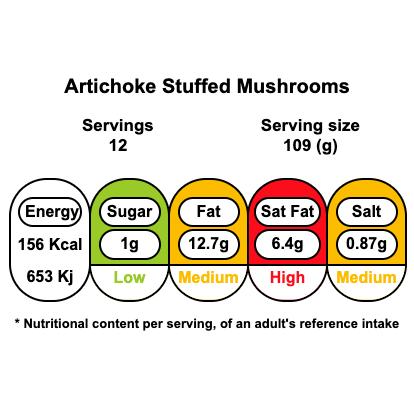 Artichoke Stuffed Mushrooms
Servings Serving size
12 109 (g)
Energy Sugar Fat Sat Fat Salt
156 Kcal 1g 12.7g 6.4g 0.87g
653 Kj Low Medium High Medium
* Nutritional content per serving, of an adult's reference intake